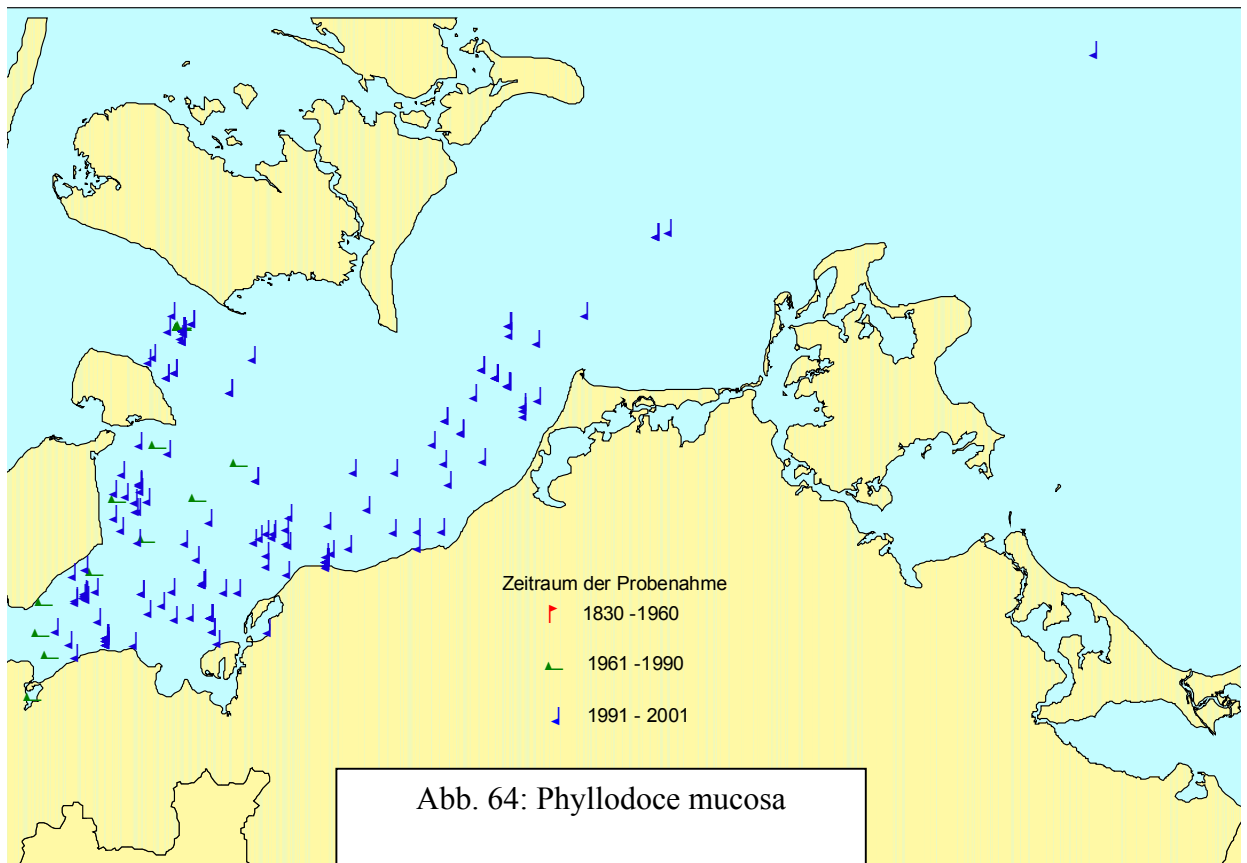 Zeitraum der Probenahme
1830 -1960
1961 -1990
1991 - 2001
Abb. 64: Phyllodoce mucosa